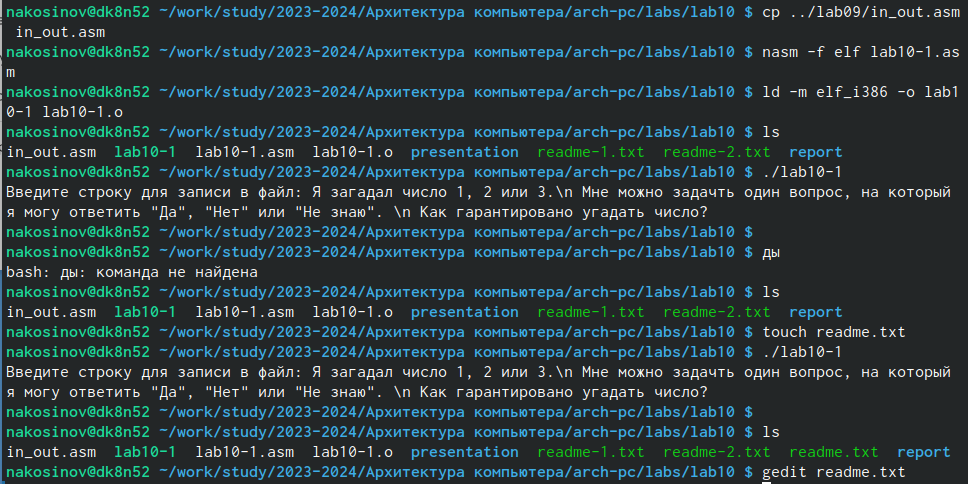 nakosinov@dk8n52 ~/work/study/2023-2024/Архитектура компьютера/arch-pc/labs/lab10 $ cp ../lab09/in_out.asm
 in_out.asm
nakosinov@dk8n52 ~/work/study/2023-2024/Архитектура компьютера/arch-pc/labs/lab10 $ nasm -f elf lab10-1.as
m
nakosinov@dk8n52 ~/work/study/2023-2024/Архитектура компьютера/arch-pc/labs/lab10 $ ld -m elf_i386 -o lab1
0-1 lab10-1.o
nakosinov@dk8n52 ~/work/study/2023-2024/Архитектура компьютера/arch-pc/labs/lab10 $ ls
in_out.asm  lab10-1  lab10-1.asm  lab10-1.o  presentation  readme-1.txt  readme-2.txt  report
nakosinov@dk8n52 ~/work/study/2023-2024/Архитектура компьютера/arch-pc/labs/lab10 $ ./lab10-1
Введите строку для записи в файл: Я загадал число 1, 2 или 3.\n Мне можно задачть один вопрос, на который
я могу ответить "Да", "Нет" или "Не знаю". \n Как гарантировано угадать число?
nakosinov@dk8n52 ~/work/study/2023-2024/Архитектура компьютера/arch-pc/labs/lab10 $
nakosinov@dk8n52 ~/work/study/2023-2024/Архитектура компьютера/arch-pc/labs/lab10 $ ды
bash: ды: команда не найдена
nakosinov@dk8n52 ~/work/study/2023-2024/Архитектура компьютера/arch-pc/labs/lab10 $ ls
in_out.asm  lab10-1  lab10-1.asm  lab10-1.o  presentation  readme-1.txt  readme-2.txt  report
nakosinov@dk8n52 ~/work/study/2023-2024/Архитектура компьютера/arch-pc/labs/lab10 $ touch readme.txt
nakosinov@dk8n52 ~/work/study/2023-2024/Архитектура компьютера/arch-pc/labs/lab10 $ ./lab10-1
Введите строку для записи в файл: Я загадал число 1, 2 или 3.\n Мне можно задачть один вопрос, на который
я могу ответить "Да", "Нет" или "Не знаю". \n Как гарантировано угадать число?
nakosinov@dk8n52 ~/work/study/2023-2024/Архитектура компьютера/arch-pc/labs/lab10 $
nakosinov@dk8n52 ~/work/study/2023-2024/Архитектура компьютера/arch-pc/labs/lab10 $ ls
in_out.asm  lab10-1  lab10-1.asm  lab10-1.o  presentation  readme-1.txt  readme-2.txt  readme.txt  report
nakosinov@dk8n52 ~/work/study/2023-2024/Архитектура компьютера/arch-pc/labs/lab10 $ gedit readme.txt